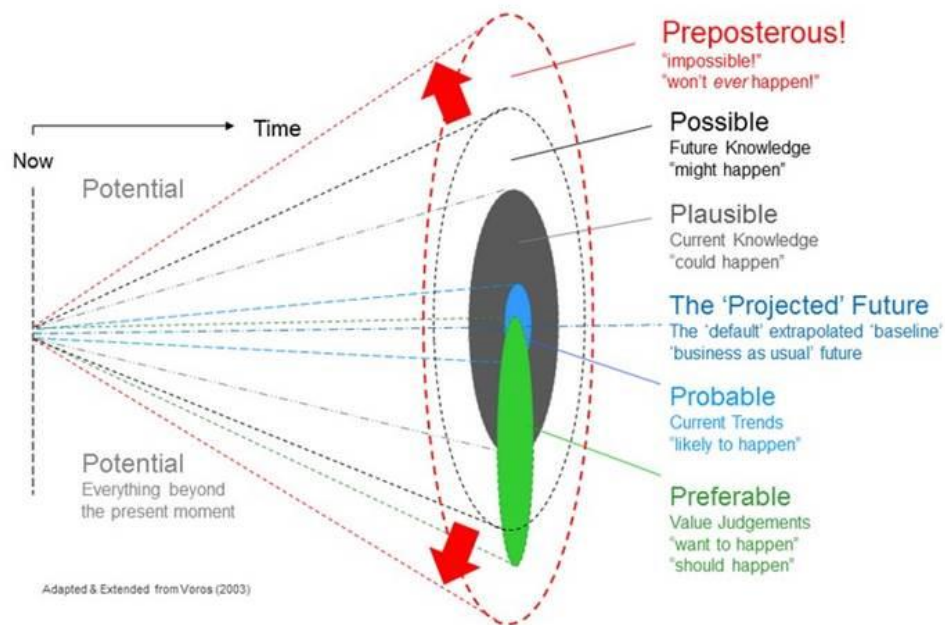 Preposterous!
"impossible!"
"won't ever happen!"
Time
Now
Potential
Possible
Future Knowledge
"might happen"
Plausible
Current Knowledge
"could happen"
The 'Projected' Future
The 'default' extrapolated 'baseline'
'business as usual' future
Probable
Current Trends
"likely to happen"
Potential
Everything beyond
the present moment
Preferable
Value Judgements
"want to happen"
"should happen"
Adapted & Extended from Voros (2003)